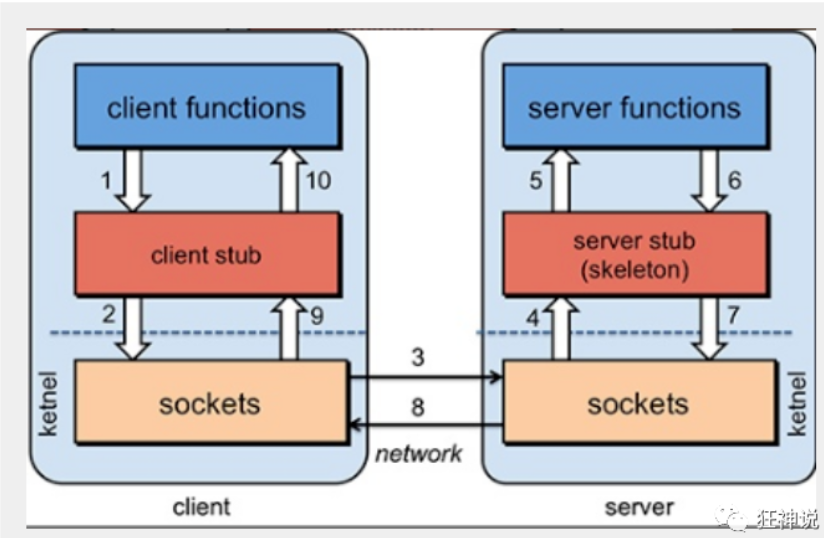 client functions
server functions
1
10
5
6
client stub
server stub
(skeleton)
2
9
4
7
3
ketnel
sockets
sockets
ketnel
8
network
client
server
狂神说